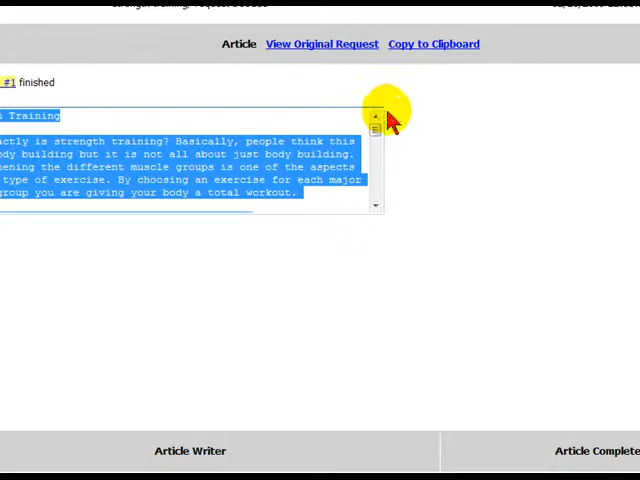 Article View Original Request Copy to Clipboard
#1 finished
Training
actly is strength training? Basically, people think this
ody building but it is not all about just body building.
hening the different muscle groups is one of the aspects
type of exercise. By choosing an exercise for each major
group you are giving your body a total workout.
Article Writer
Article Complete